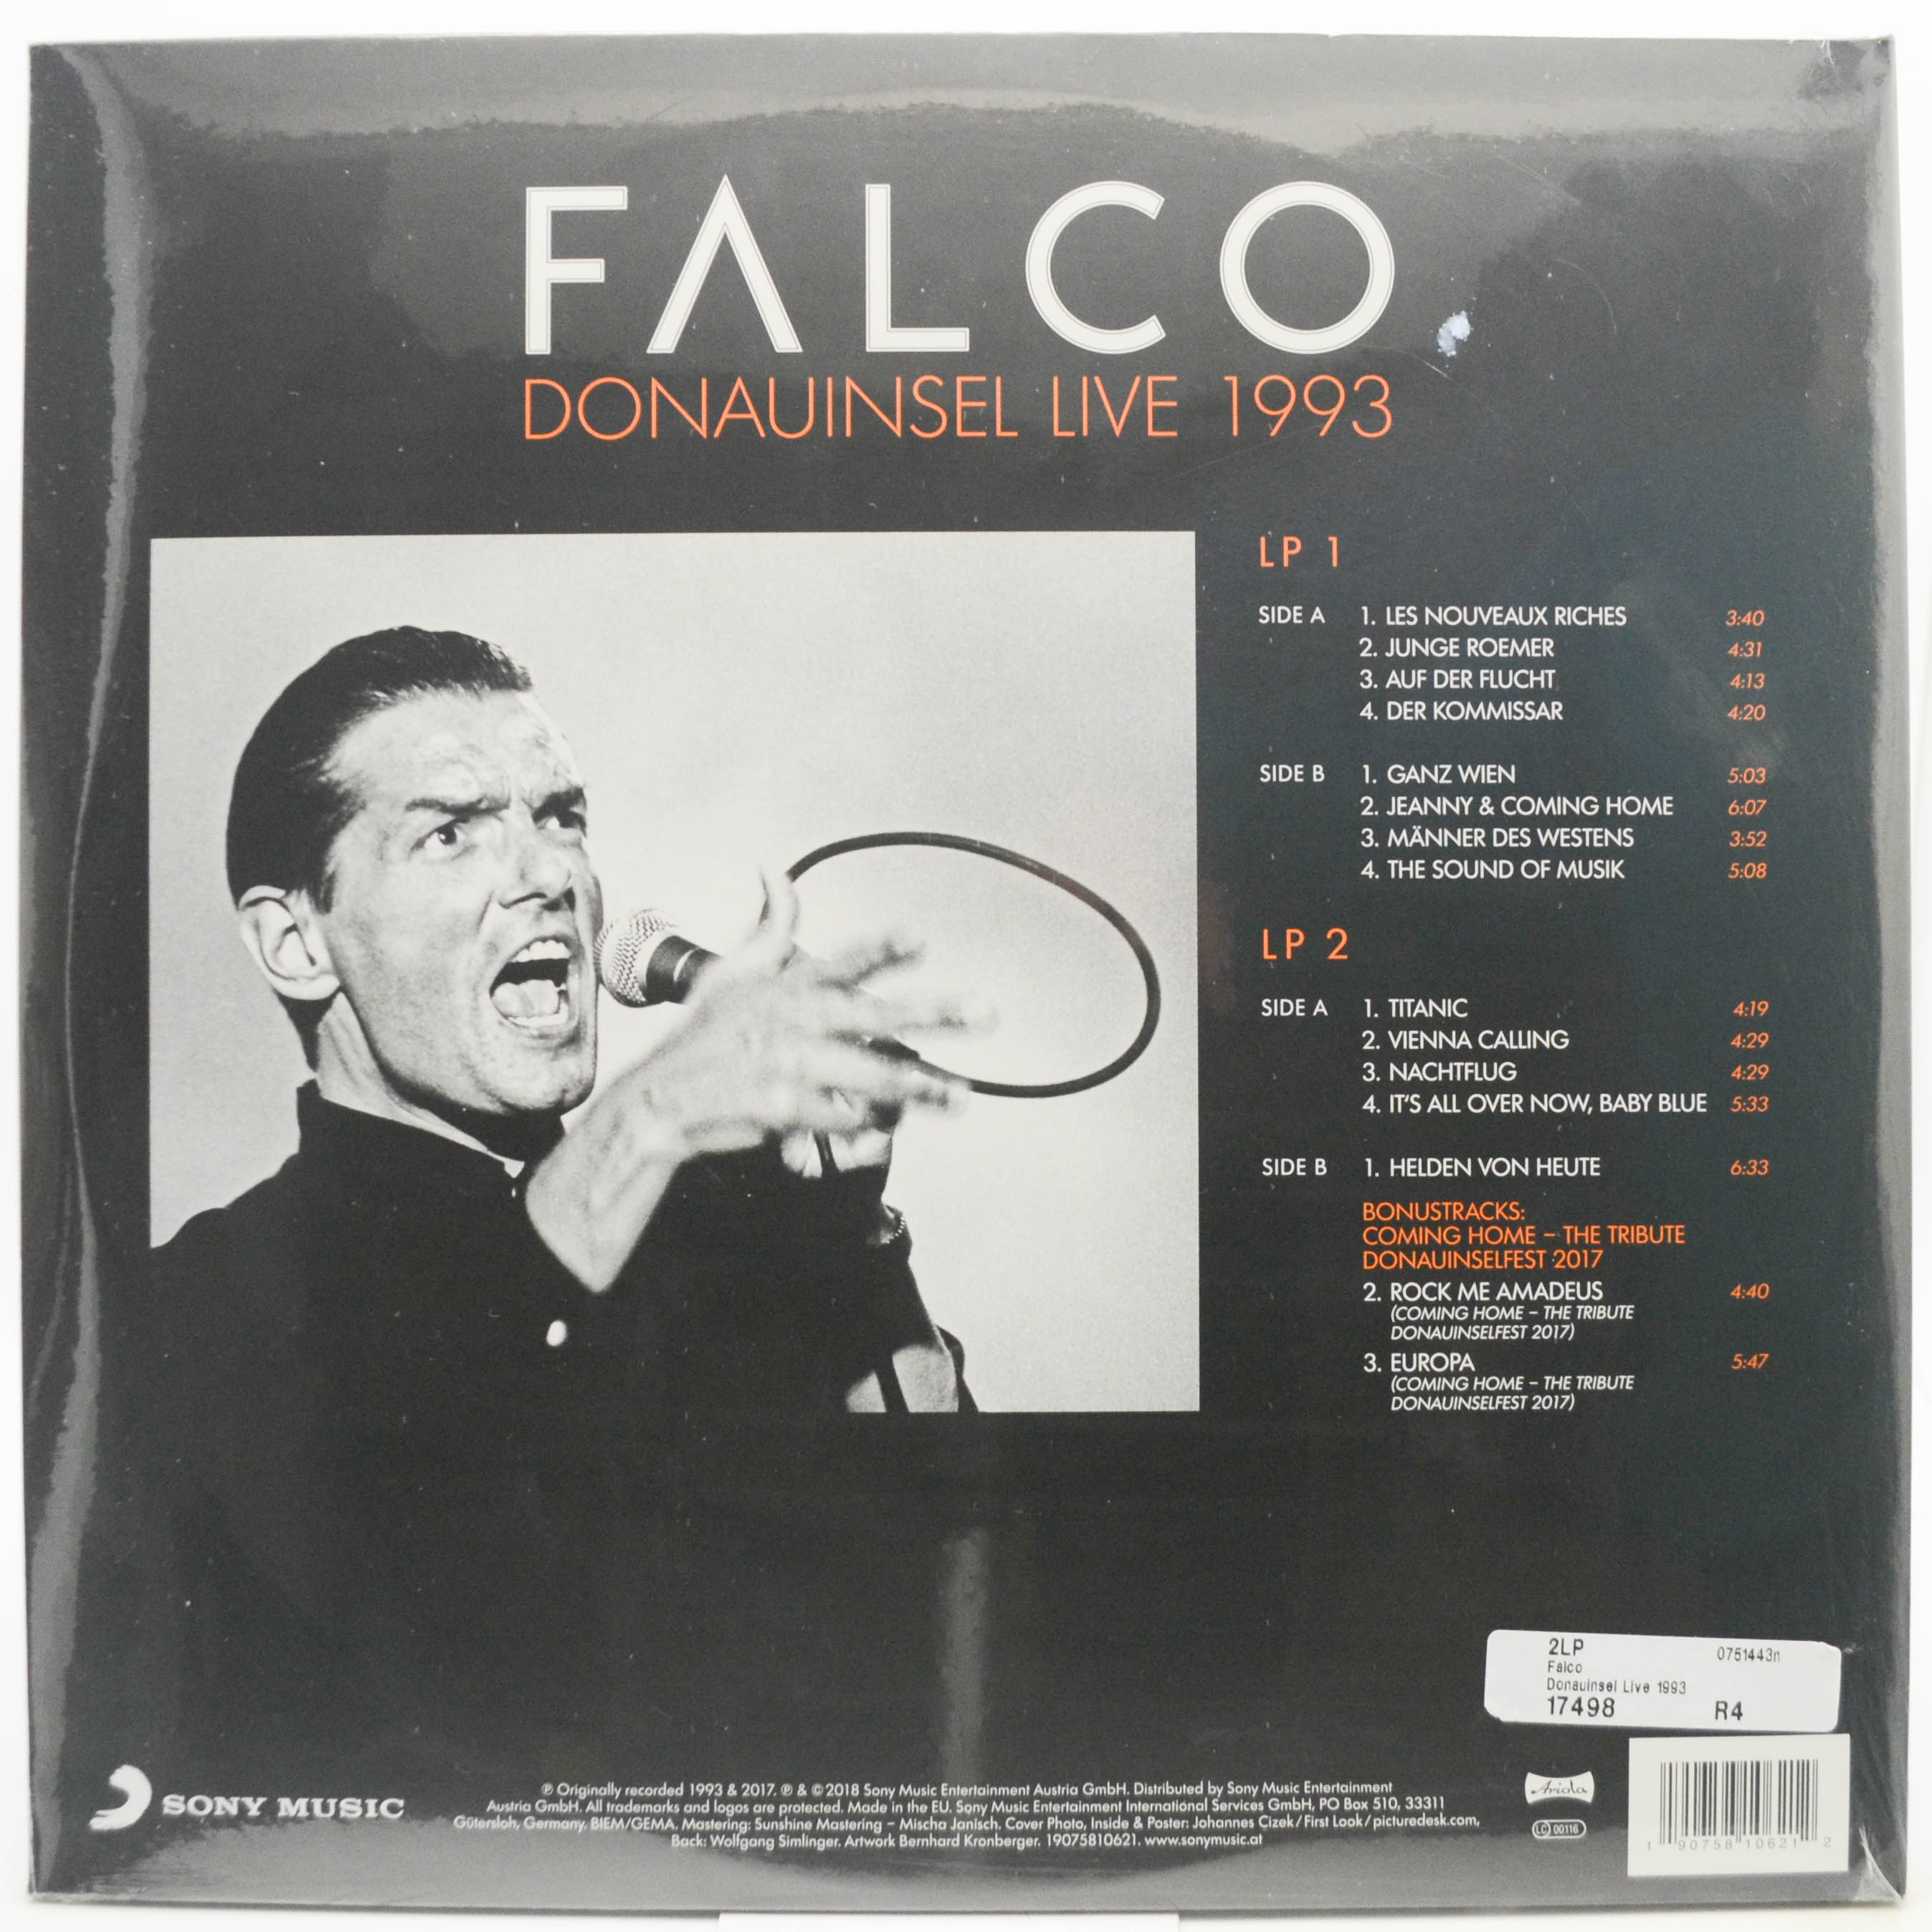 FALCO
DONAUINSEL LIVE 1993
LP 1
SIDE A 1. LES NOUVEAUX RICHES 3:40
2. JUNGE ROEMER 4:31
3. AUF DER FLUCHT 4:13
4. DER KOMMISSAR 4:20
SIDE B 1. GANZ WIEN 5:03
2. JEANNY & COMING HOME 6:07
3. MÄNNER DES WESTENS 3:52
4. THE SOUND OF MUSIK 5:08
LP 2
SIDE A 1. TITANIC 4:19
2. VIENNA CALLING 4:29
3. NACHTFLUG 4:29
4. IT'S ALL OVER NOW, BABY BLUE 5:33
SIDE B 1. HELDEN VON HEUTE 6:33
BONUSTRACKS:
COMING HOME – THE TRIBUTE
DONAUINSELFEST 2017
2. ROCK ME AMADEUS 4:40
(COMING HOME – THE TRIBUTE
DONAUINSELFEST 2017)
3. EUROPA 5:47
(COMING HOME – THE TRIBUTE
DONAUINSELFEST 2017)
2LP 0751443n
Falco
Donauinsel Live 1993
17498 R4
SONY MUSIC
℗ Originally recorded 1993 & 2017. ℗ & © 2018 Sony Music Entertainment Austria GmbH. Distributed by Sony Music Entertainment
Austria GmbH. All trademarks and logos are protected. Made in the EU. Sony Music Entertainment International Services GmbH, PO Box 510, 33311
Gütersloh, Germany. BIEM/GEMA. Mastering: Sunshine Mastering – Mischa Janisch. Cover Photo, Inside & Poster: Johannes Cizek/First Look/picturedesk.com,
Back: Wolfgang Simlinger. Artwork Bernhard Kronberger. 19075810621. www.sonymusic.at
Ariola
LC 00116
1 90758 10621 2